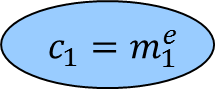 c₁ = m₁ᵉ